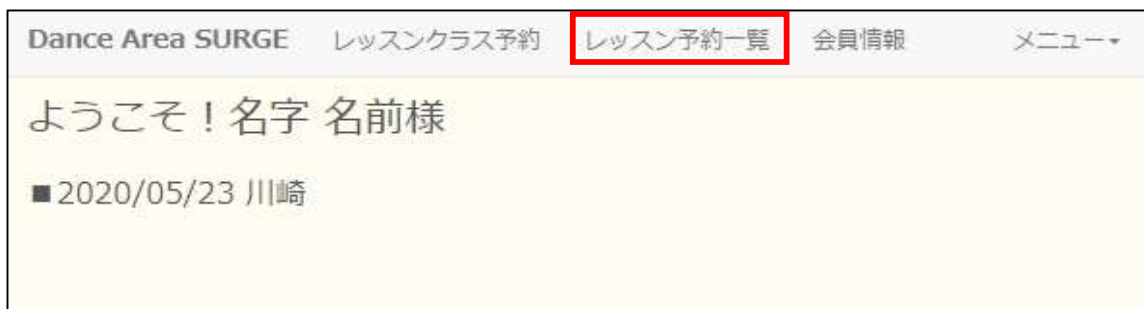 Dance Area SURGE レッスンクラス予約 レッスン予約一覧 会員情報 メニュー▾
ようこそ！名字 名前様
■2020/05/23 川崎